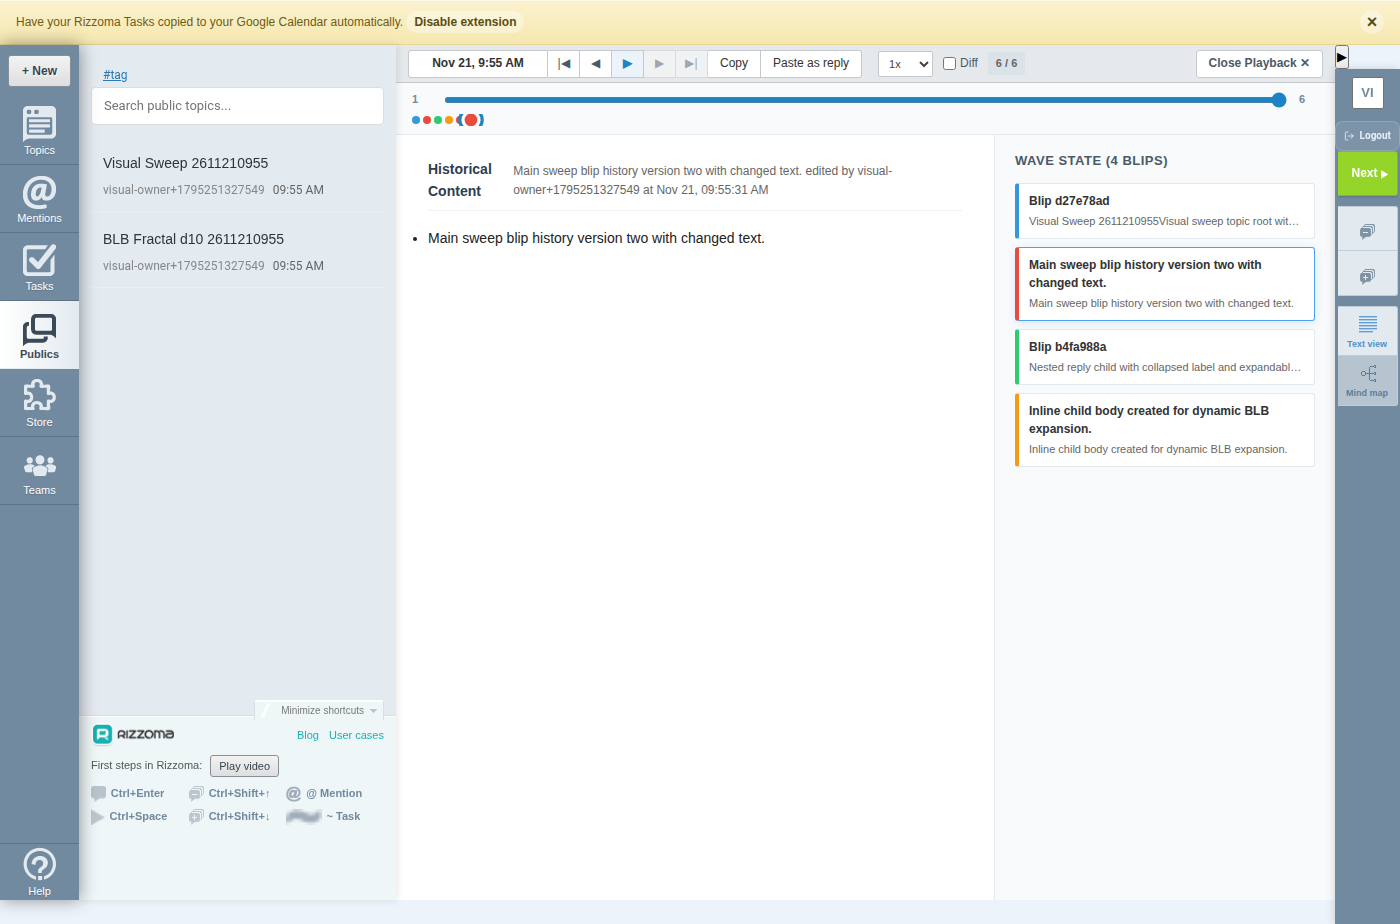 Have your Rizzoma Tasks copied to your Google Calendar automatically. Disable extension ✕
+ New
Topics
Mentions
Tasks
Publics
Store
Teams
Help
#tag
Search public topics...
Visual Sweep 2611210955
visual-owner+1795251327549 09:55 AM
BLB Fractal d10 2611210955
visual-owner+1795251327549 09:55 AM
Minimize shortcuts
RIZZOMA Blog User cases
First steps in Rizzoma: Play video
Ctrl+Enter Ctrl+Shift+↑ @ @ Mention
Ctrl+Space Ctrl+Shift+↓ ~ Task
Nov 21, 9:55 AM |◀ ◀ ▶ ▶ ▶| Copy Paste as reply 1x Diff 6 / 6 Close Playback ✕
1 6
Historical Content
Main sweep blip history version two with changed text. edited by visual-
owner+1795251327549 at Nov 21, 09:55:31 AM
• Main sweep blip history version two with changed text.
WAVE STATE (4 BLIPS)
Blip d27e78ad
Visual Sweep 2611210955Visual sweep topic root wit…
Main sweep blip history version two with
changed text.
Main sweep blip history version two with changed text.
Blip b4fa988a
Nested reply child with collapsed label and expandabl…
Inline child body created for dynamic BLB
expansion.
Inline child body created for dynamic BLB expansion.
▶
VI
Logout
Next ▶
Text view
Mind map